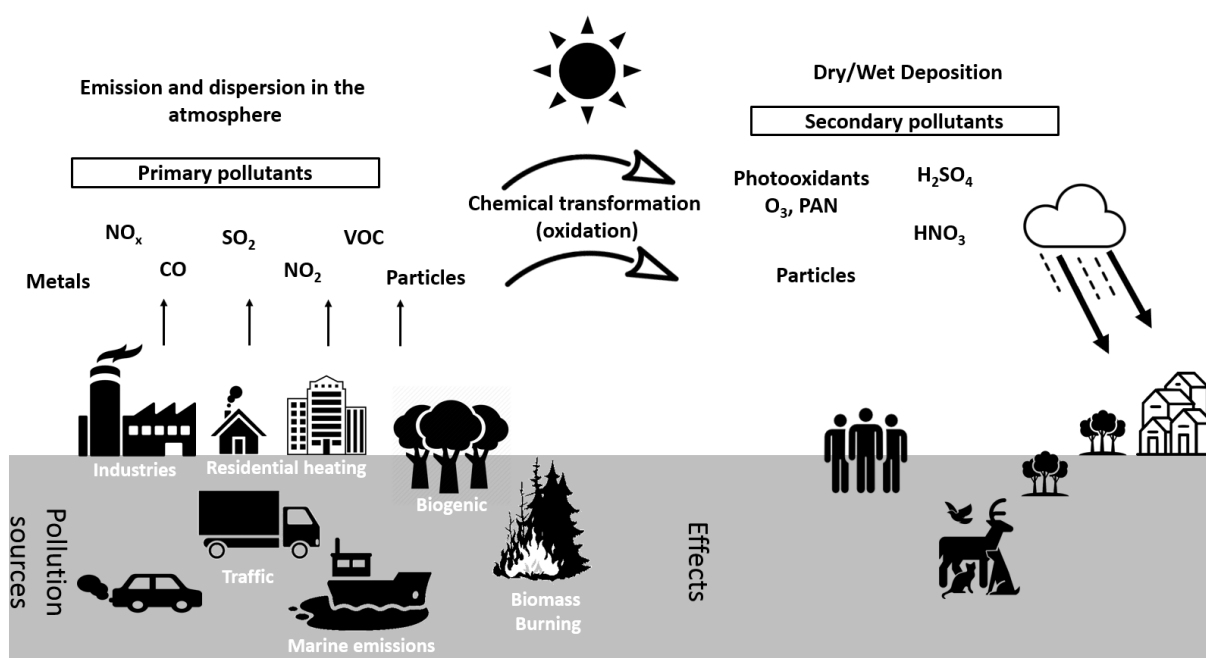 Emission and dispersion in the
atmosphere
Primary pollutants
NOₓ
SO₂
VOC
Metals
CO
NO₂
Particles
Chemical transformation
(oxidation)
Dry/Wet Deposition
Secondary pollutants
Photooxidants
O₃, PAN
H₂SO₄
HNO₃
Particles
Industries
Residential heating
Biogenic
Pollution
sources
Traffic
Marine emissions
Biomass
Burning
Effects